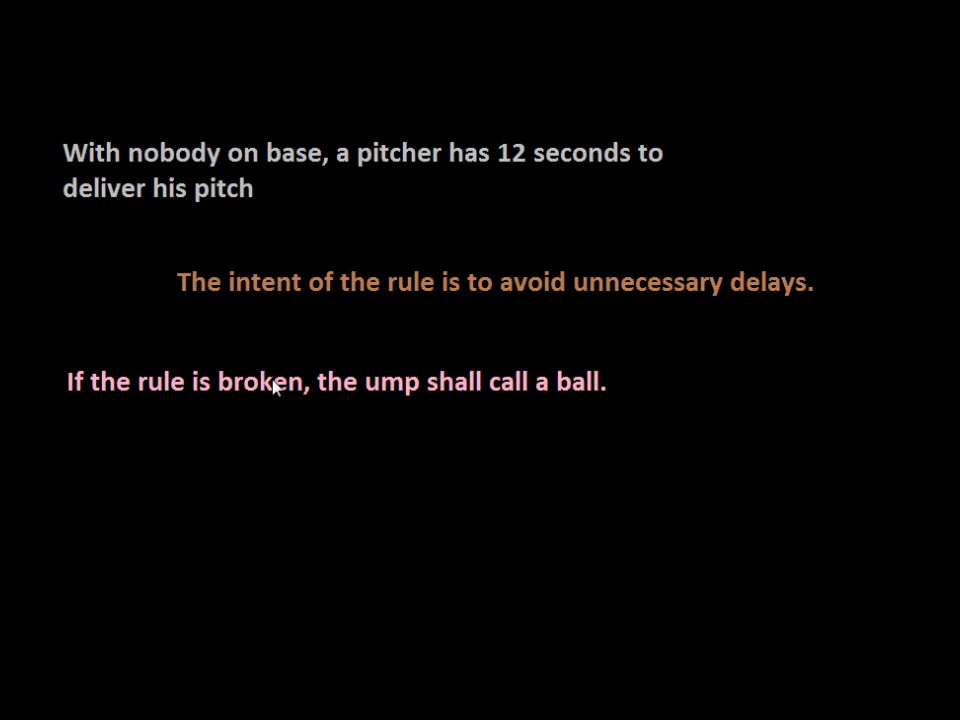 With nobody on base, a pitcher has 12 seconds to
deliver his pitch
The intent of the rule is to avoid unnecessary delays.
If the rule is broken, the ump shall call a ball.